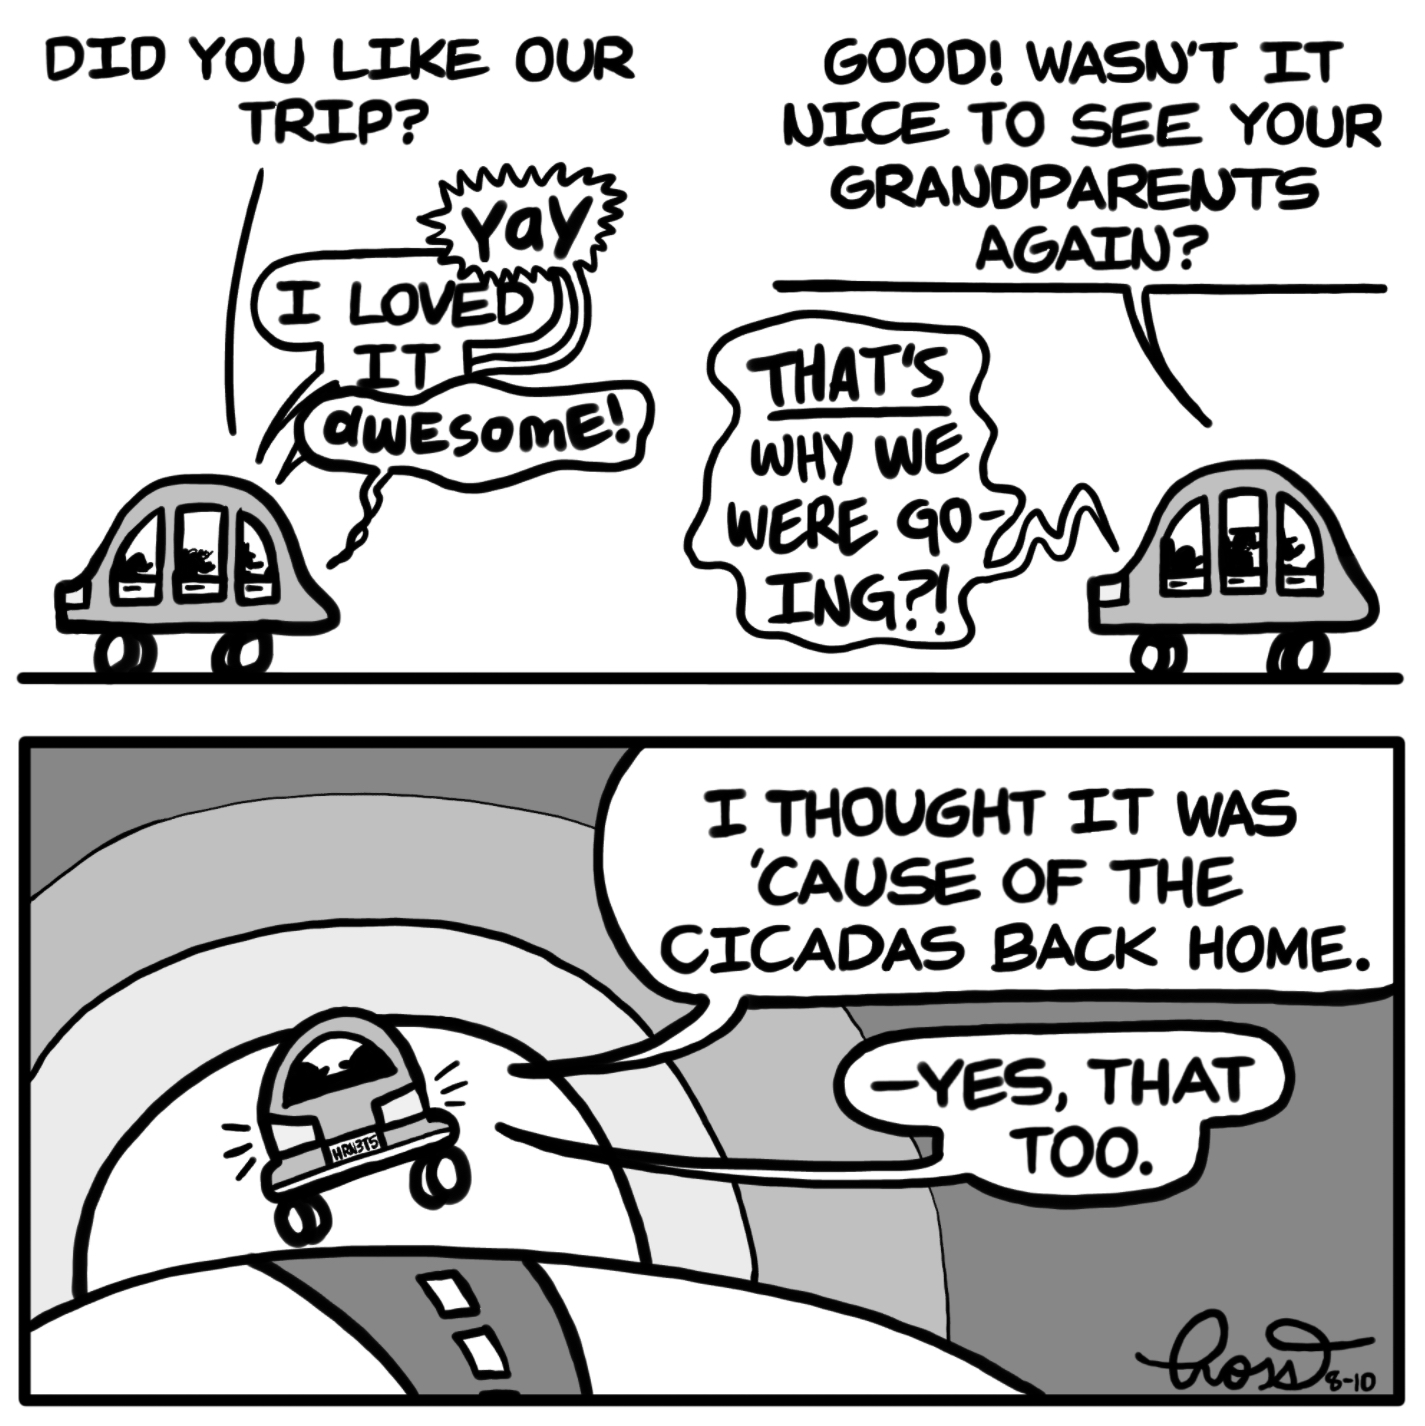 DID YOU LIKE OUR
TRIP?
yay
I LOVED
IT
awesome!
GOOD! WASN'T IT
NICE TO SEE YOUR
GRANDPARENTS
AGAIN?
THAT'S
WHY WE
WERE GO-
ING?!
I THOUGHT IT WAS
'CAUSE OF THE
CICADAS BACK HOME.
—YES, THAT
TOO.
HRN3T5
Ross
8-10